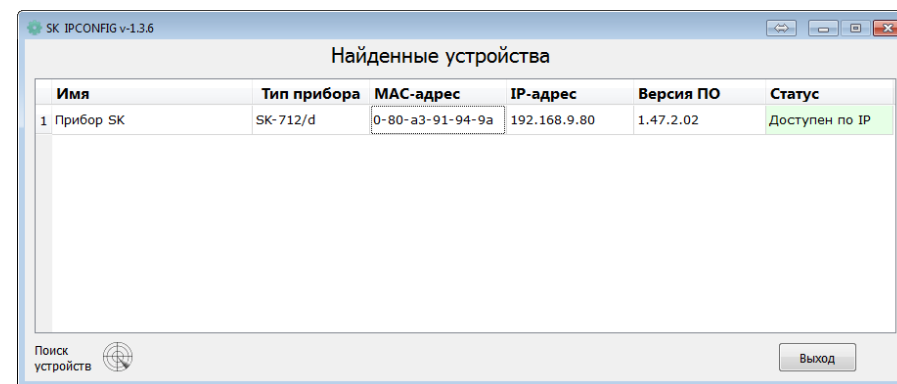 SK IPCONFIG v-1.3.6
Найденные устройства
Имя Тип прибора MAC-адрес IP-адрес Версия ПО Статус
1 Прибор SK SK-712/d 0-80-a3-91-94-9a 192.168.9.80 1.47.2.02 Доступен по IP
Поиск
устройств
Выход